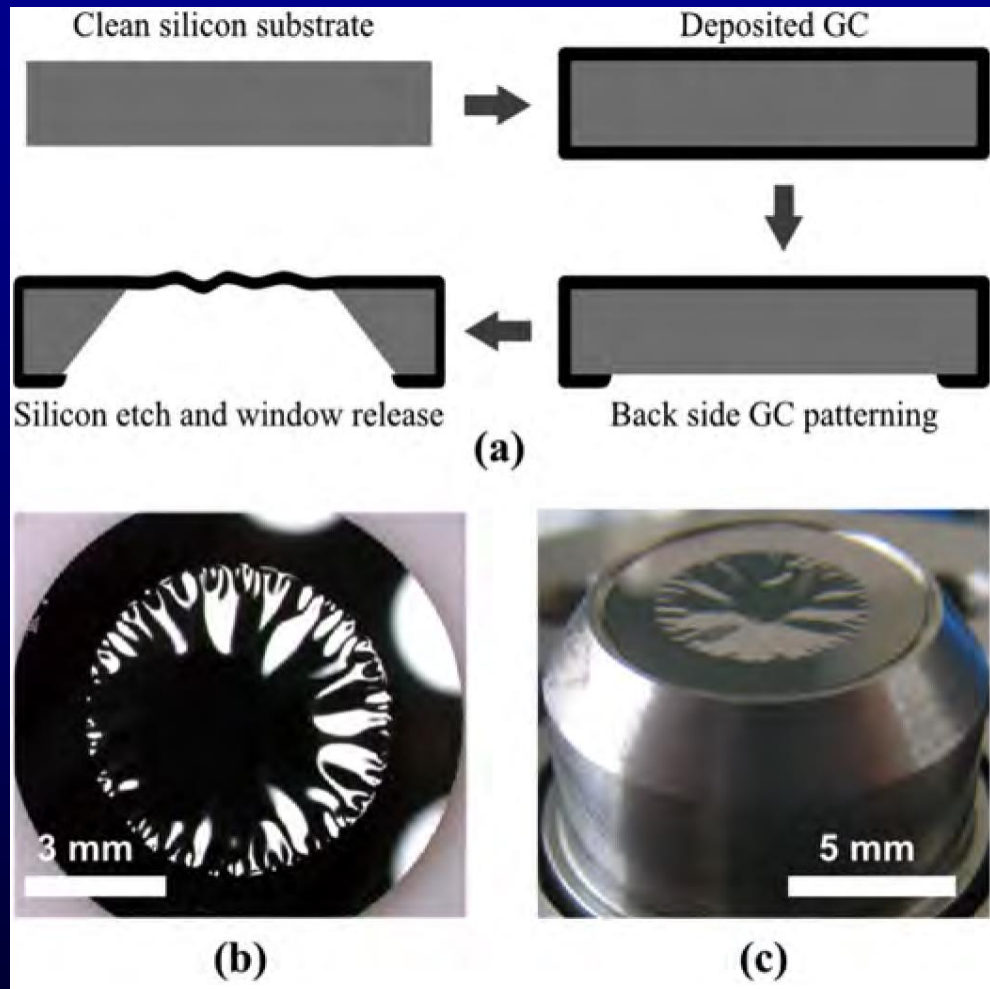 Clean silicon substrate
Deposited GC
Silicon etch and window release
Back side GC patterning
(a)
3 mm
5 mm
(b)
(c)